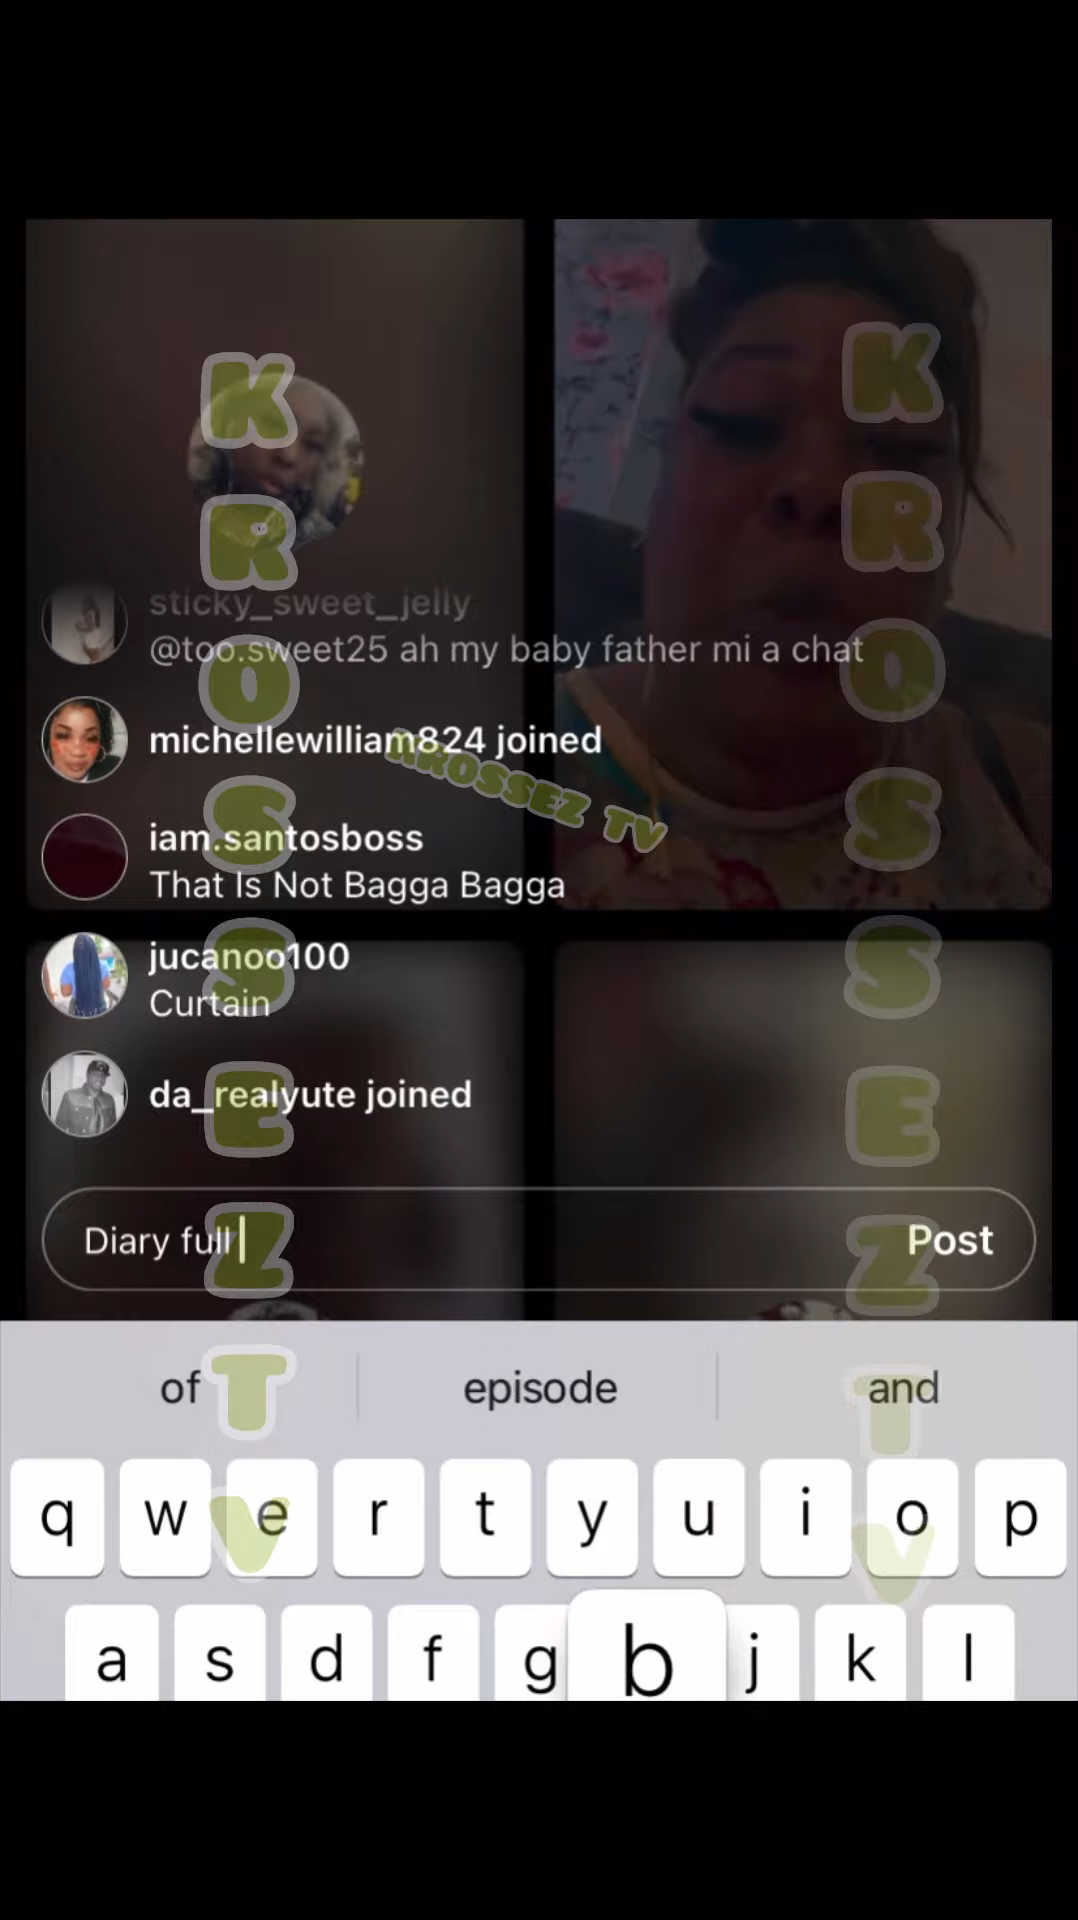 sticky_sweet_jelly
@too.sweet25 ah my baby father mi a chat
michellewilliam824 joined
KROSSEZ TV
iam.santosboss
That Is Not Bagga Bagga
jucanoo100
Curtain
da_realyute joined
Diary full
Post
of episode and
q w e r t y u i o p
a s d f g b j k l
KROSSEZ TV
KROSSEZ TV